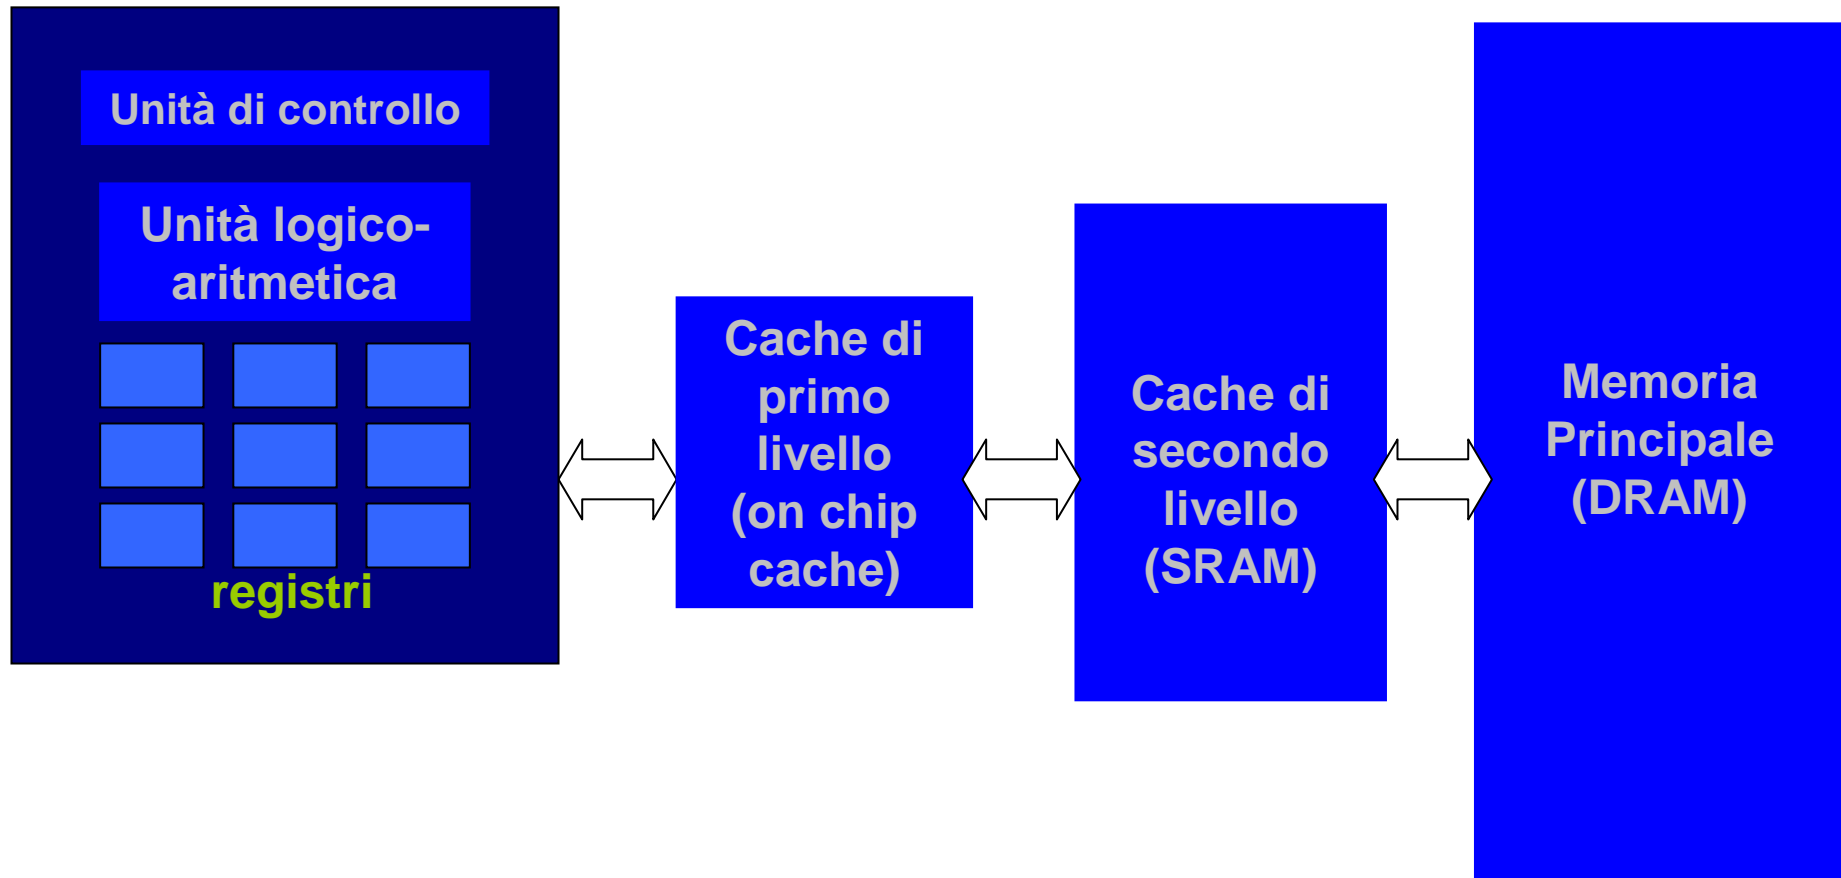 Unità di controllo
Unità logico-
aritmetica
registri
Cache di
primo
livello
(on chip
cache)
Cache di
secondo
livello
(SRAM)
Memoria
Principale
(DRAM)